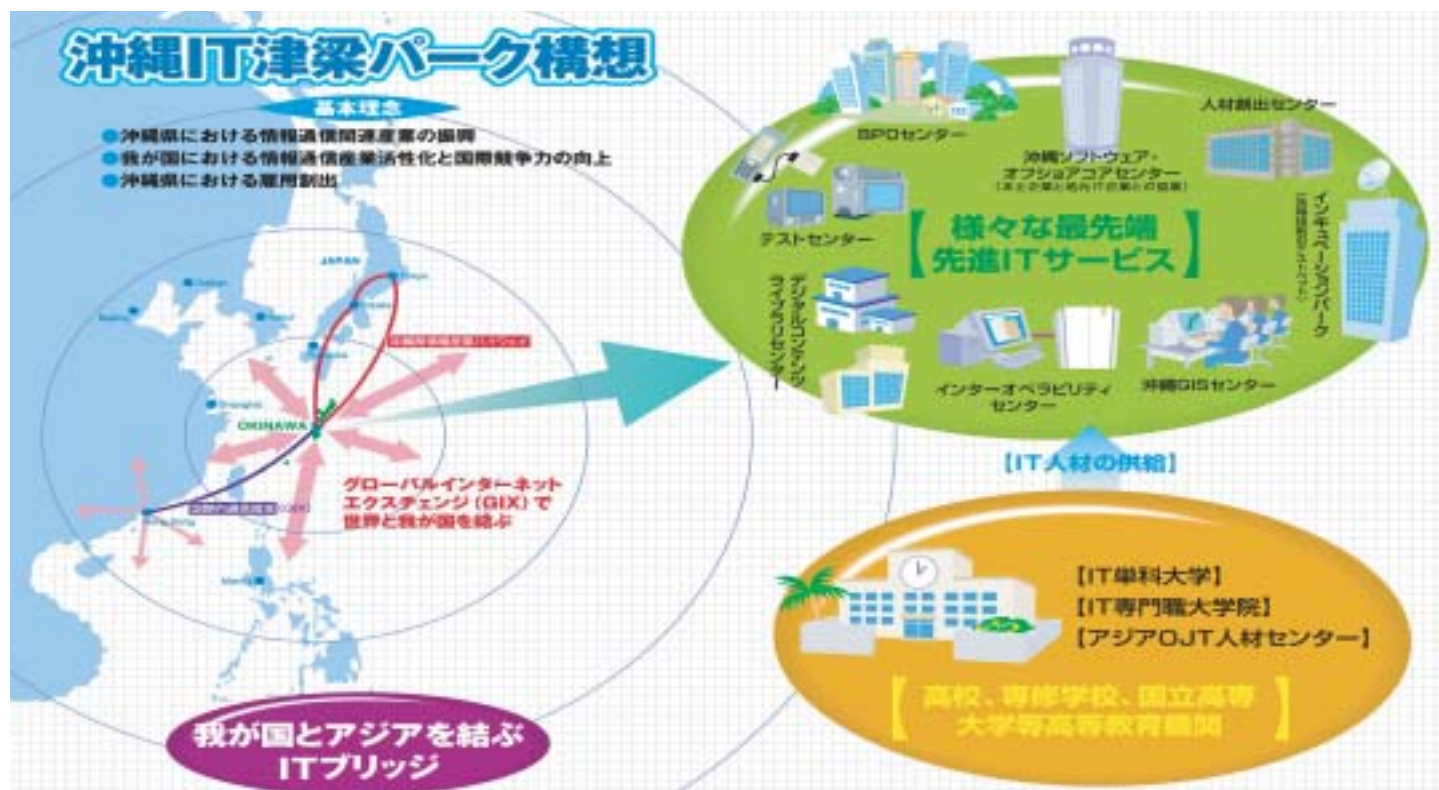 沖縄IT津梁パーク構想
基本理念
●沖縄県における情報通信関連産業の振興
●我が国における情報通信産業活性化と国際競争力の向上
●沖縄県における雇用創出
JAPAN
Tokyo
Dalian
Shanghai
OKINAWA
グローバルインターネット
エクスチェンジ(GIX)で
世界と我が国を結ぶ
Hong Kong
Manila
我が国とアジアを結ぶ
ITブリッジ
BPOセンター
人材創出センター
沖縄ソフトウェア・
オフショアコアセンター
テストセンター
【様々な最先端
先進ITサービス】
インキュベーションパーク
デジタルコンテンツ
ライブラリセンター
インターオペラビリティ
センター
沖縄GISセンター
【IT人材の供給】
【IT単科大学】
【IT専門職大学院】
【アジアOJT人材センター】
【高校、専修学校、国立高専
大学等高等教育機関】